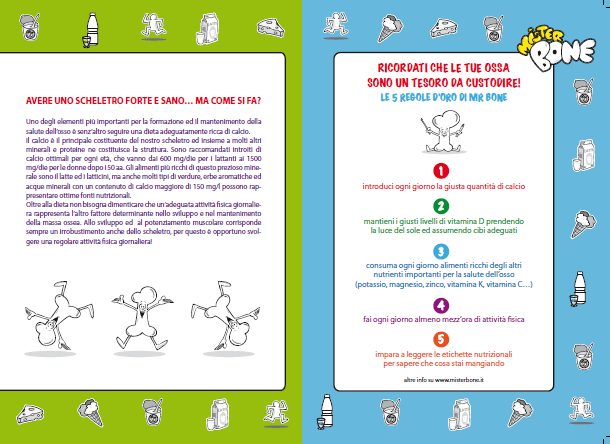 AVERE UNO SCHELETRO FORTE E SANO... MA COME SI FA?
Uno degli elementi più importanti per la formazione ed il mantenimento della
salute dell'osso è senz'altro seguire una dieta adeguatamente ricca di calcio.
Il calcio è il principale costituente del nostro scheletro ed insieme a molti altri
minerali e proteine ne costituisce la struttura. Sono raccomandati introiti di
calcio ottimali per ogni età, che vanno dai 600 mg/die per i lattanti ai 1500
mg/die per le donne dopo i 50 aa. Gli alimenti più ricchi di questo prezioso mine-
rale sono il latte ed i latticini, ma anche molti tipi di verdure, erbe aromatiche ed
acque minerali con un contenuto di calcio maggiore di 150 mg/l possono rap-
presentare ottime fonti nutrizionali.
Oltre alla dieta non bisogna dimenticare che un'adeguata attività fisica giornalie-
ra rappresenta l'altro fattore determinante nello sviluppo e nel mantenimento
della massa ossea. Allo sviluppo ed al potenziamento muscolare corrisponde
sempre un irrobustimento anche dello scheletro, per questo è opportuno svol-
gere una regolare attività fisica giornaliera!
MISTER
BONE
RICORDATI CHE LE TUE OSSA
SONO UN TESORO DA CUSTODIRE!
LE 5 REGOLE D'ORO DI MR BONE
1
introduci ogni giorno la giusta quantità di calcio
2
mantieni i giusti livelli di vitamina D prendendo
la luce del sole ed assumendo cibi adeguati
3
consuma ogni giorno alimenti ricchi degli altri
nutrienti importanti per la salute dell'osso
(potassio, magnesio, zinco, vitamina K, vitamina C...)
4
fai ogni giorno almeno mezz'ora di attività fisica
5
impara a leggere le etichette nutrizionali
per sapere che cosa stai mangiando
altre info su www.misterbone.it